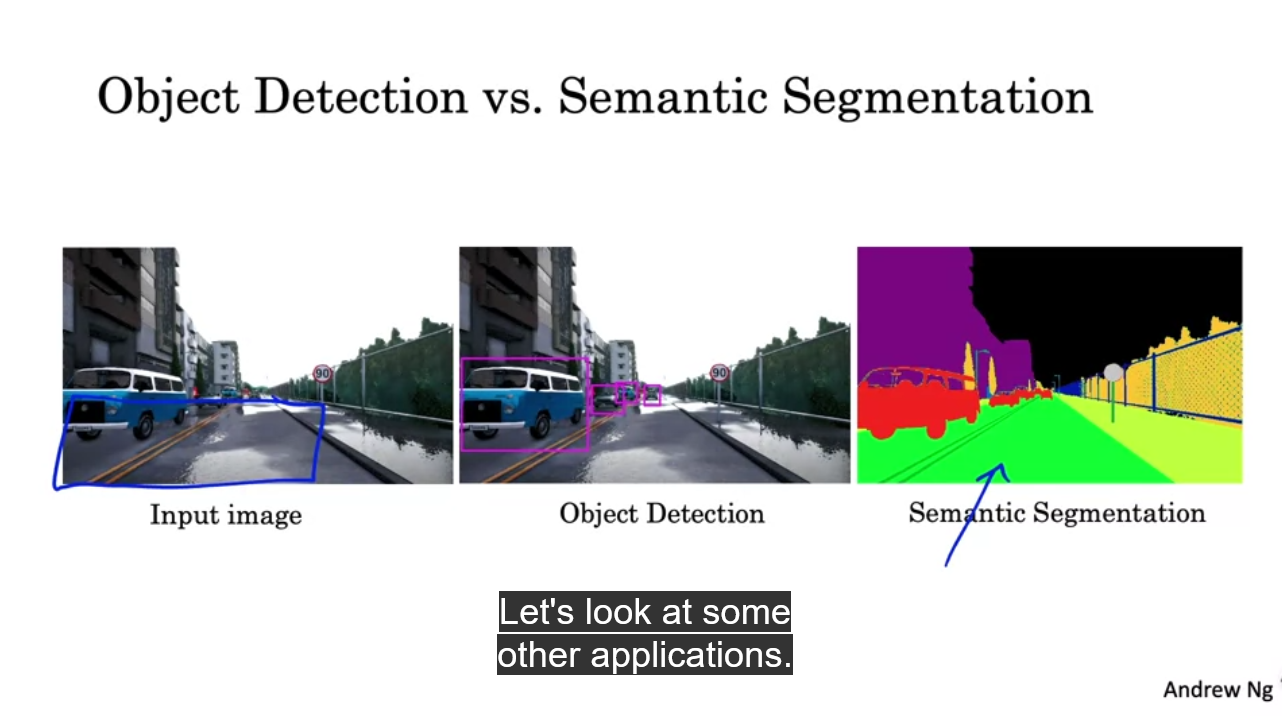 Object Detection vs. Semantic Segmentation
90
90
Input image
Object Detection
Semantic Segmentation
Let's look at some
other applications.
Andrew Ng